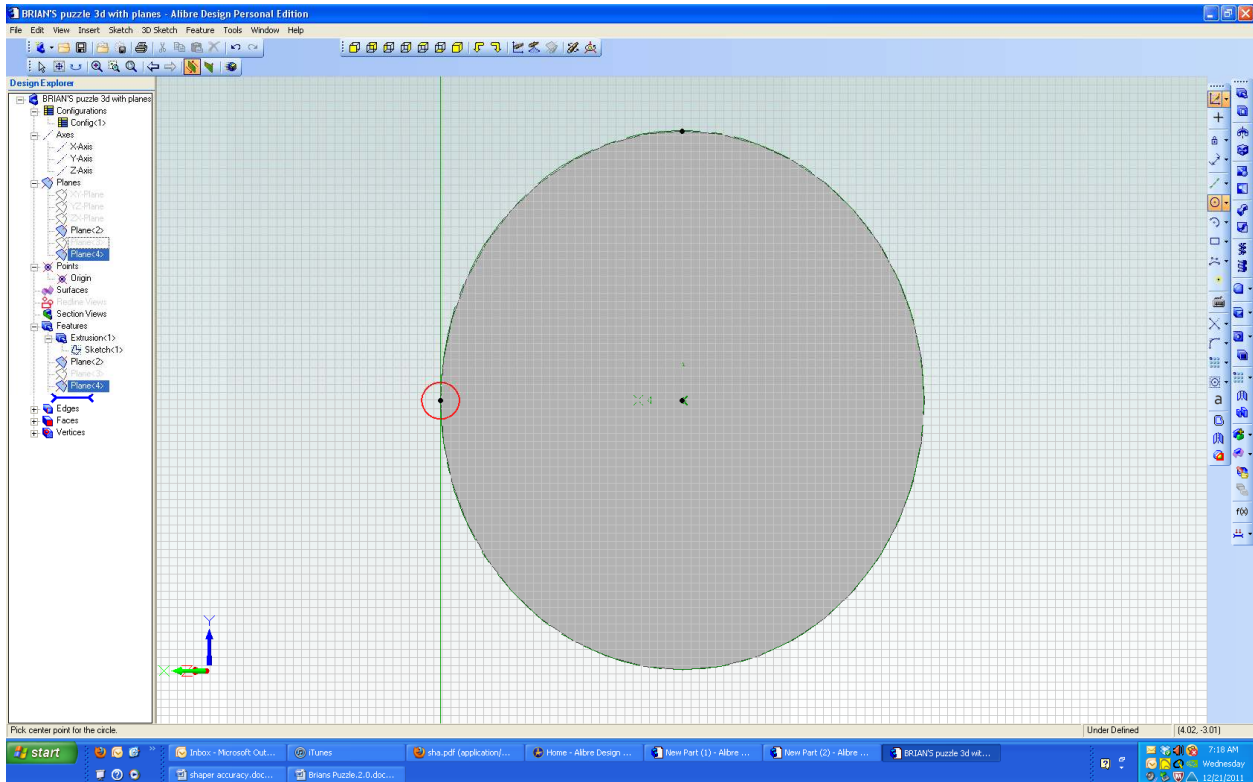 BRIAN'S puzzle 3d with planes - Alibre Design Personal Edition
File Edit View Insert Sketch 3D Sketch Feature Tools Window Help
Design Explorer
BRIAN'S puzzle 3d with planes
Configurations
Config<1>
Axes
X-Axis
Y-Axis
Z-Axis
Planes
XY-Plane
YZ-Plane
ZX-Plane
Plane<2>
Plane<3>
Plane<4>
Points
Origin
Surfaces
Redline Views
Section Views
Features
Extrusion<1>
Sketch<1>
Plane<2>
Plane<3>
Plane<4>
Edges
Faces
Vertices
Y
X
a
f(x)
Pick center point for the circle.
Under Defined
(4.02, -3.01)
start
Inbox - Microsoft Out...
iTunes
sha.pdf (application/...
Home - Alibre Design ...
New Part (1) - Alibre ...
New Part (2) - Alibre ...
BRIAN'S puzzle 3d wit...
7:18 AM
Wednesday
shaper accuracy.doc...
Brians Puzzle.2.0.doc...
12/21/2011